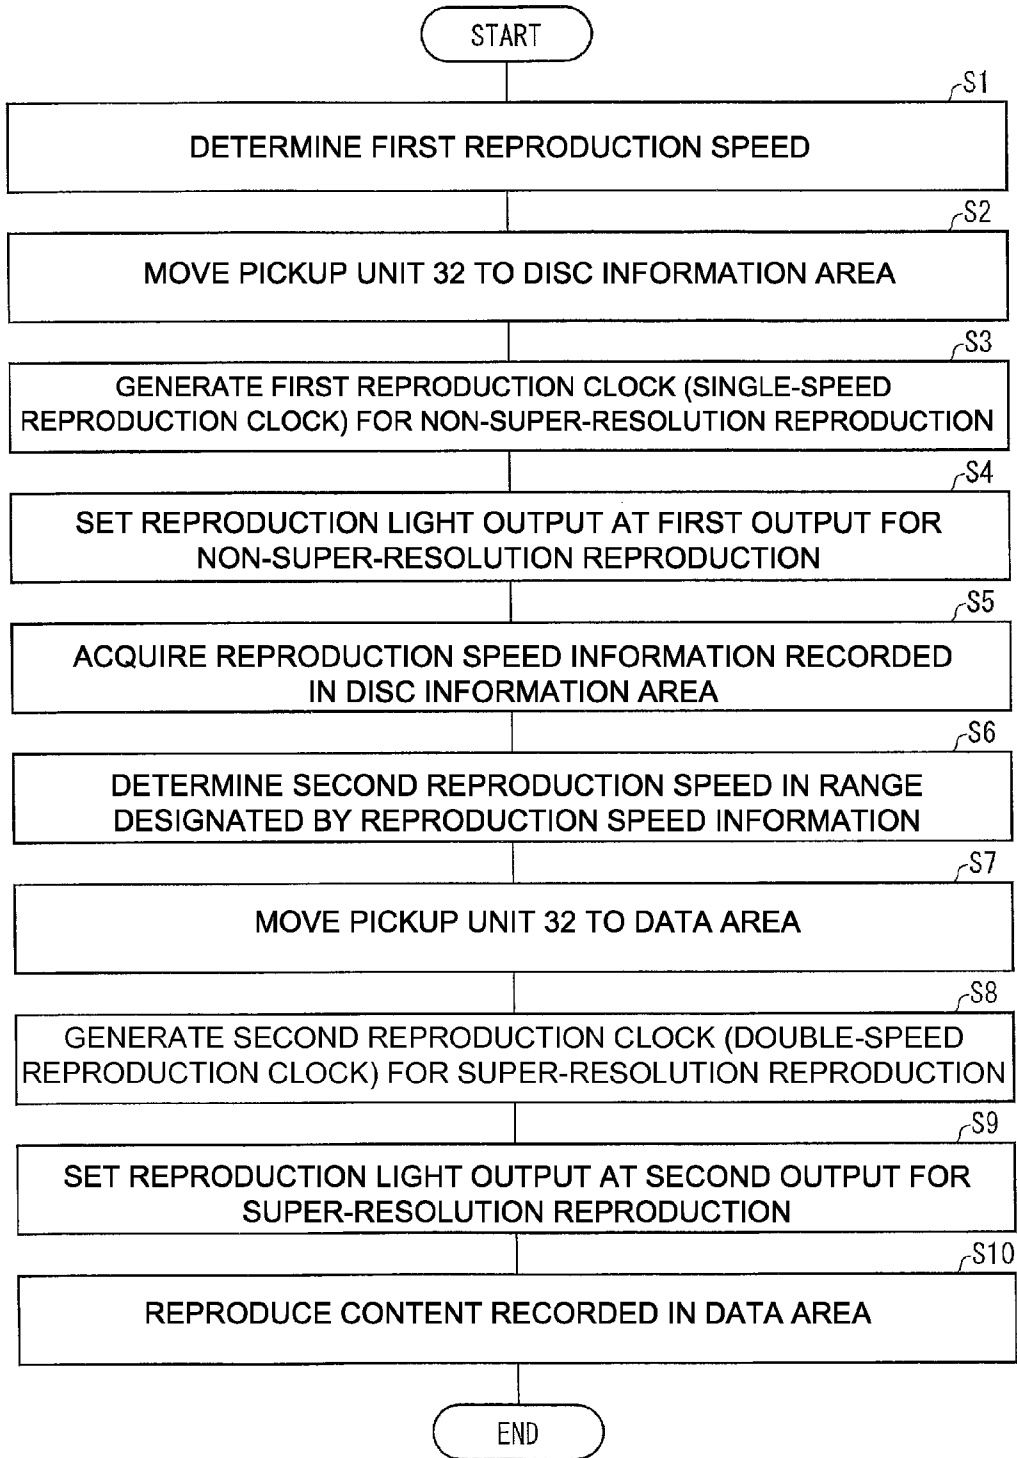 START
S1
DETERMINE FIRST REPRODUCTION SPEED
S2
MOVE PICKUP UNIT 32 TO DISC INFORMATION AREA
S3
GENERATE FIRST REPRODUCTION CLOCK (SINGLE-SPEED
REPRODUCTION CLOCK) FOR NON-SUPER-RESOLUTION REPRODUCTION
S4
SET REPRODUCTION LIGHT OUTPUT AT FIRST OUTPUT FOR
NON-SUPER-RESOLUTION REPRODUCTION
S5
ACQUIRE REPRODUCTION SPEED INFORMATION RECORDED
IN DISC INFORMATION AREA
S6
DETERMINE SECOND REPRODUCTION SPEED IN RANGE
DESIGNATED BY REPRODUCTION SPEED INFORMATION
S7
MOVE PICKUP UNIT 32 TO DATA AREA
S8
GENERATE SECOND REPRODUCTION CLOCK (DOUBLE-SPEED
REPRODUCTION CLOCK) FOR SUPER-RESOLUTION REPRODUCTION
S9
SET REPRODUCTION LIGHT OUTPUT AT SECOND OUTPUT FOR
SUPER-RESOLUTION REPRODUCTION
S10
REPRODUCE CONTENT RECORDED IN DATA AREA
END